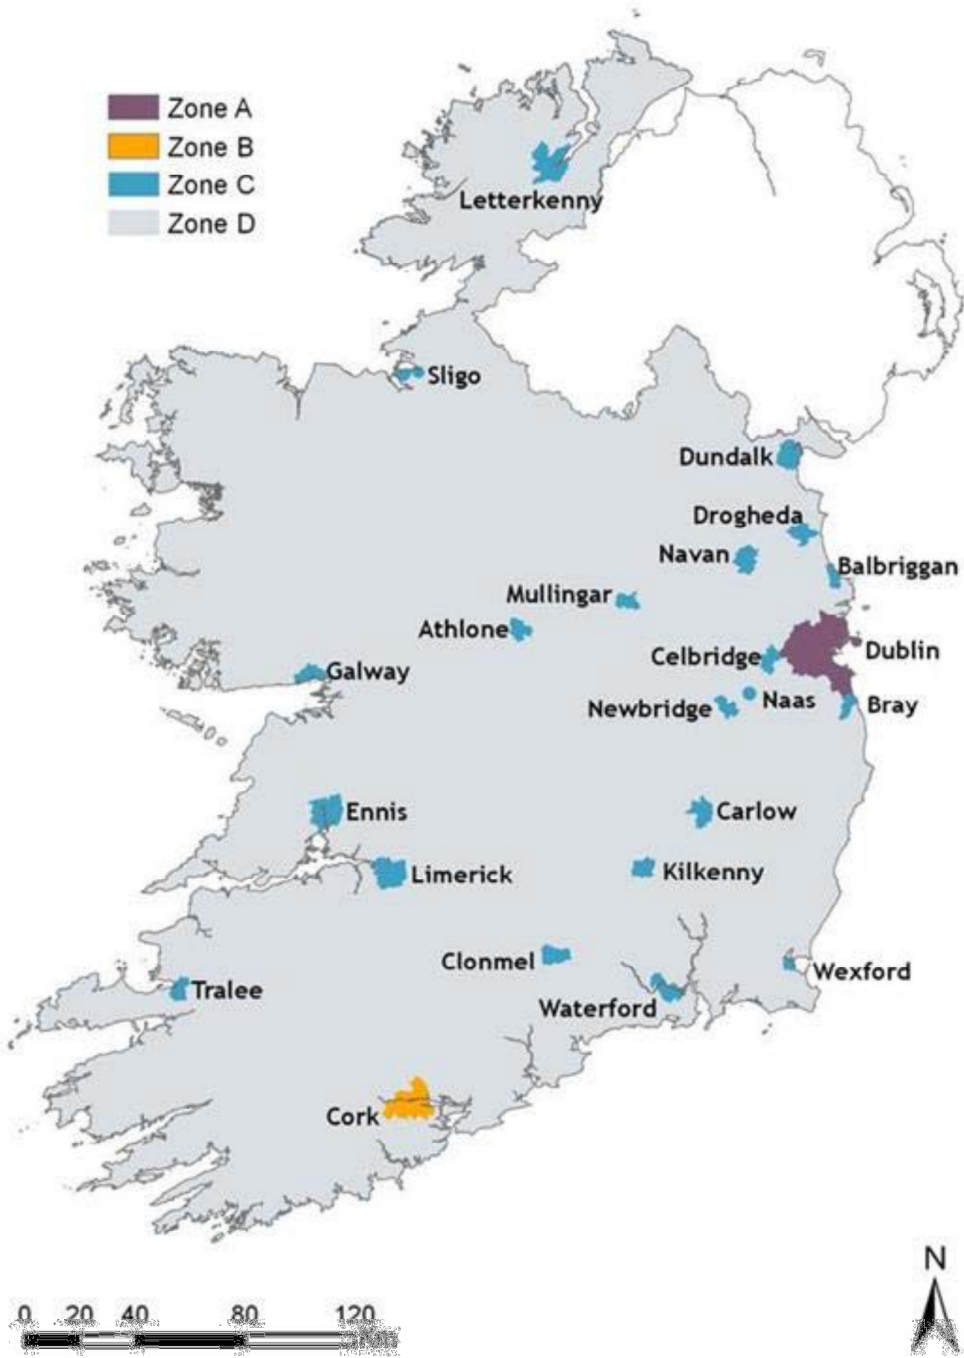 Zone A
Zone B
Zone C
Zone D
Letterkenny
Sligo
Dundalk
Drogheda
Navan
Balbriggan
Mullingar
Athlone
Dublin
Celbridge
Galway
Naas
Bray
Newbridge
Ennis
Carlow
Limerick
Kilkenny
Clonmel
Wexford
Tralee
Waterford
Cork
N
0 20 40 80 120
Km